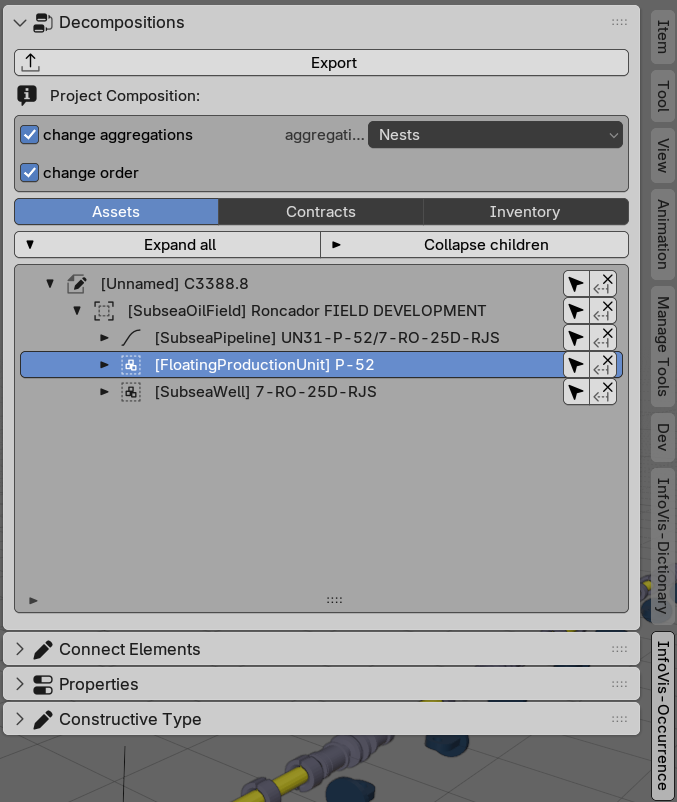 Decompositions
Export
Project Composition:
change aggregations aggregati... Nests
change order
Assets Contracts Inventory
Expand all Collapse children
[Unnamed] C3388.8
[SubseaOilField] Roncador FIELD DEVELOPMENT
[SubseaPipeline] UN31-P-52/7-RO-25D-RJS
[FloatingProductionUnit] P-52
[SubseaWell] 7-RO-25D-RJS
Connect Elements
Properties
Constructive Type
Item
Tool
View
Animation
Manage Tools
Dev
InfoVis-Dictionary
InfoVis-Occurrence